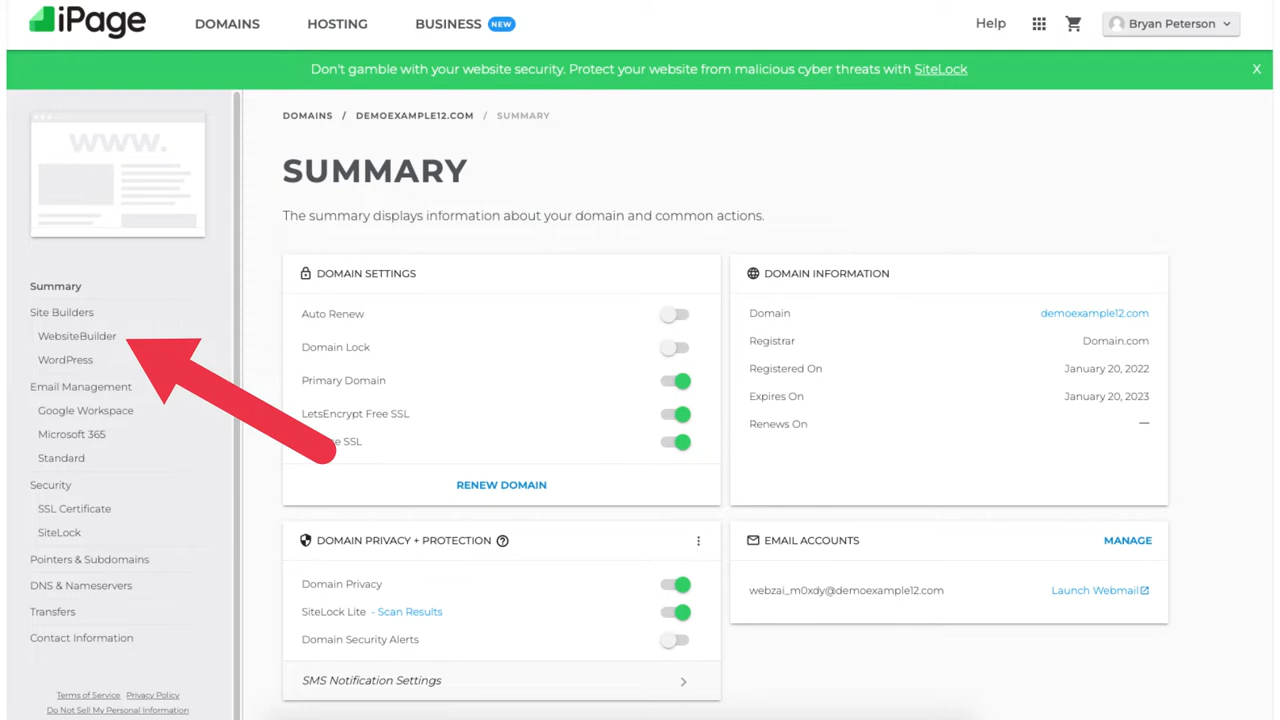 iPage DOMAINS HOSTING BUSINESS NEW Help Bryan Peterson
Don't gamble with your website security. Protect your website from malicious cyber threats with SiteLock X
www.
Summary
Site Builders
WebsiteBuilder
WordPress
Email Management
Google Workspace
Microsoft 365
Standard
Security
SSL Certificate
SiteLock
Pointers & Subdomains
DNS & Nameservers
Transfers
Contact Information
Terms of Service Privacy Policy
Do Not Sell My Personal Information
DOMAINS / DEMOEXAMPLE12.COM / SUMMARY
SUMMARY
The summary displays information about your domain and common actions.
DOMAIN SETTINGS
Auto Renew
Domain Lock
Primary Domain
LetsEncrypt Free SSL
SSL
RENEW DOMAIN
DOMAIN INFORMATION
Domain demoexample12.com
Registrar Domain.com
Registered On January 20, 2022
Expires On January 20, 2023
Renews On —
DOMAIN PRIVACY + PROTECTION
Domain Privacy
SiteLock Lite - Scan Results
Domain Security Alerts
SMS Notification Settings
EMAIL ACCOUNTS MANAGE
webzai_m0xdy@demoexample12.com Launch Webmail